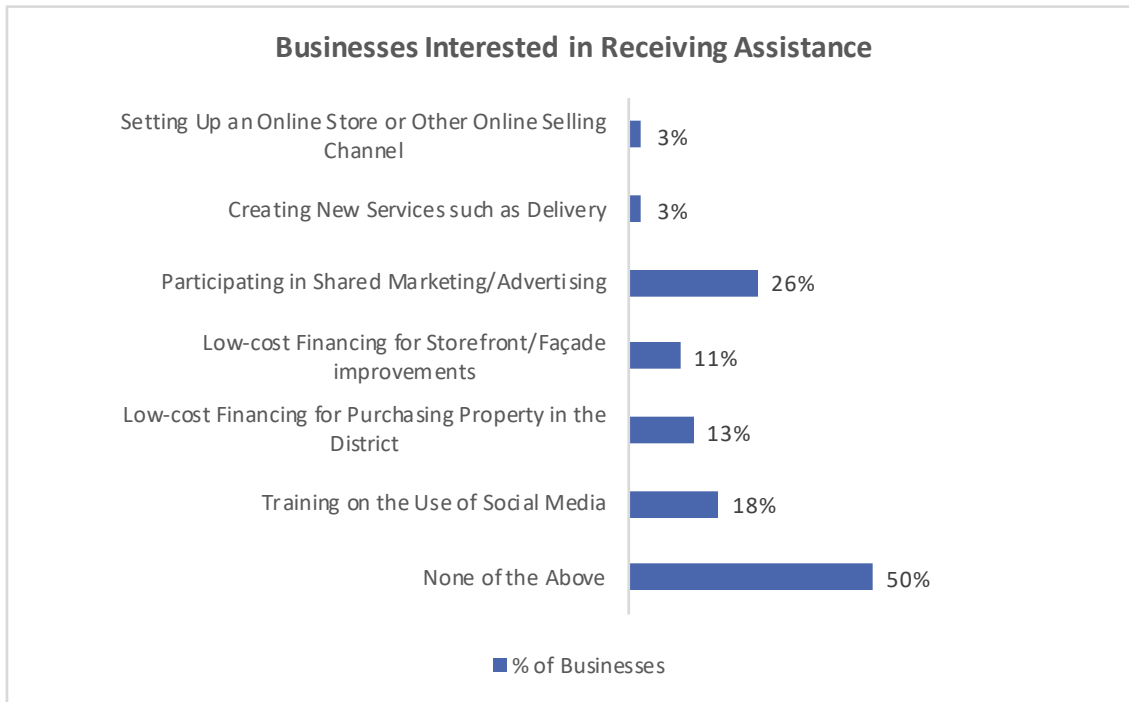 Businesses Interested in Receiving Assistance
Setting Up an Online Store or Other Online Selling
Channel
3%
Creating New Services such as Delivery
3%
Participating in Shared Marketing/Advertising
26%
Low-cost Financing for Storefront/Façade
improvements
11%
Low-cost Financing for Purchasing Property in the
District
13%
Training on the Use of Social Media
18%
None of the Above
50%
% of Businesses